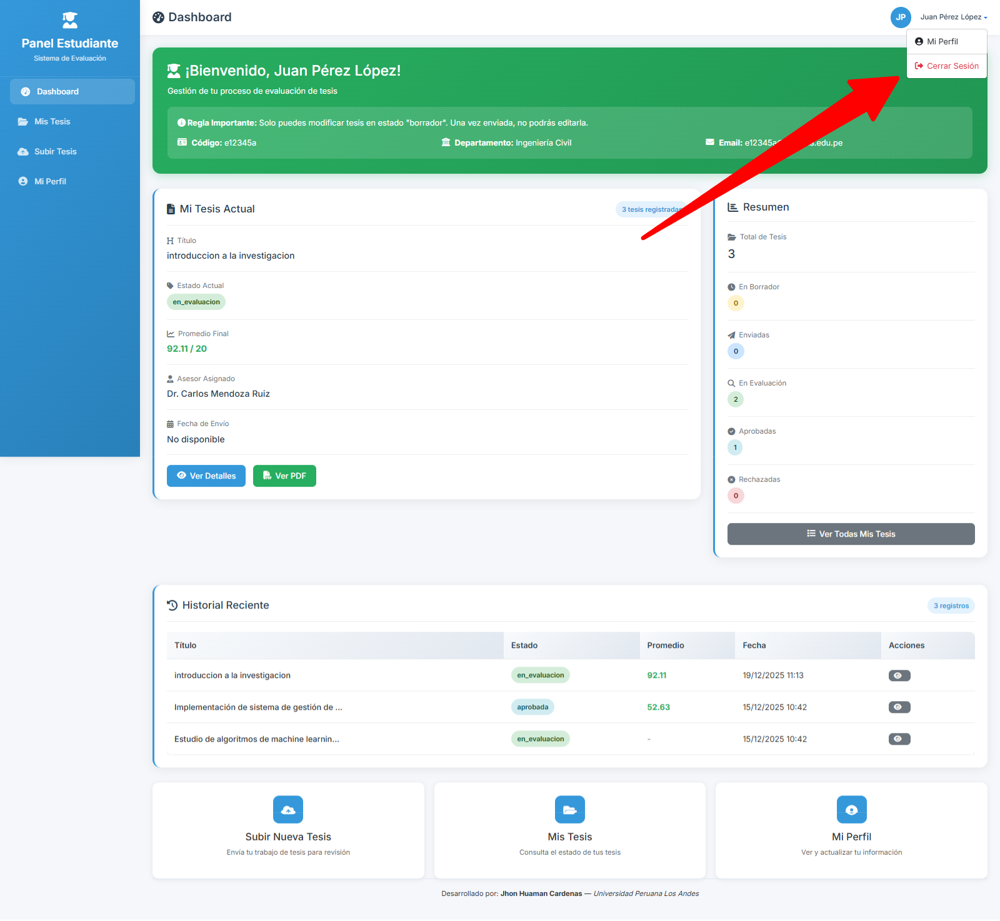 Panel Estudiante
Sistema de Evaluación
Dashboard
Mis Tesis
Subir Tesis
Mi Perfil
Dashboard
JP
Juan Pérez López
Mi Perfil
Cerrar Sesión
¡Bienvenido, Juan Pérez López!
Gestión de tu proceso de evaluación de tesis
Regla Importante: Solo puedes modificar tesis en estado "borrador". Una vez enviada, no podrás editarla.
Código: e12345a
Departamento: Ingeniería Civil
Email: e12345a .edu.pe
Mi Tesis Actual
3 tesis registradas
Título
introduccion a la investigacion
Estado Actual
en_evaluacion
Promedio Final
92.11 / 20
Asesor Asignado
Dr. Carlos Mendoza Ruiz
Fecha de Envío
No disponible
Ver Detalles
Ver PDF
Resumen
Total de Tesis
3
En Borrador
0
Enviadas
0
En Evaluación
2
Aprobadas
1
Rechazadas
0
Ver Todas Mis Tesis
Historial Reciente
3 registros
Título Estado Promedio Fecha Acciones
introduccion a la investigacion en_evaluacion 92.11 19/12/2025 11:13
Implementación de sistema de gestión de ... aprobada 52.63 15/12/2025 10:42
Estudio de algoritmos de machine learnin... en_evaluacion - 15/12/2025 10:42
Subir Nueva Tesis
Envía tu trabajo de tesis para revisión
Mis Tesis
Consulta el estado de tus tesis
Mi Perfil
Ver y actualizar tu información
Desarrollado por: Jhon Huaman Cardenas — Universidad Peruana Los Andes